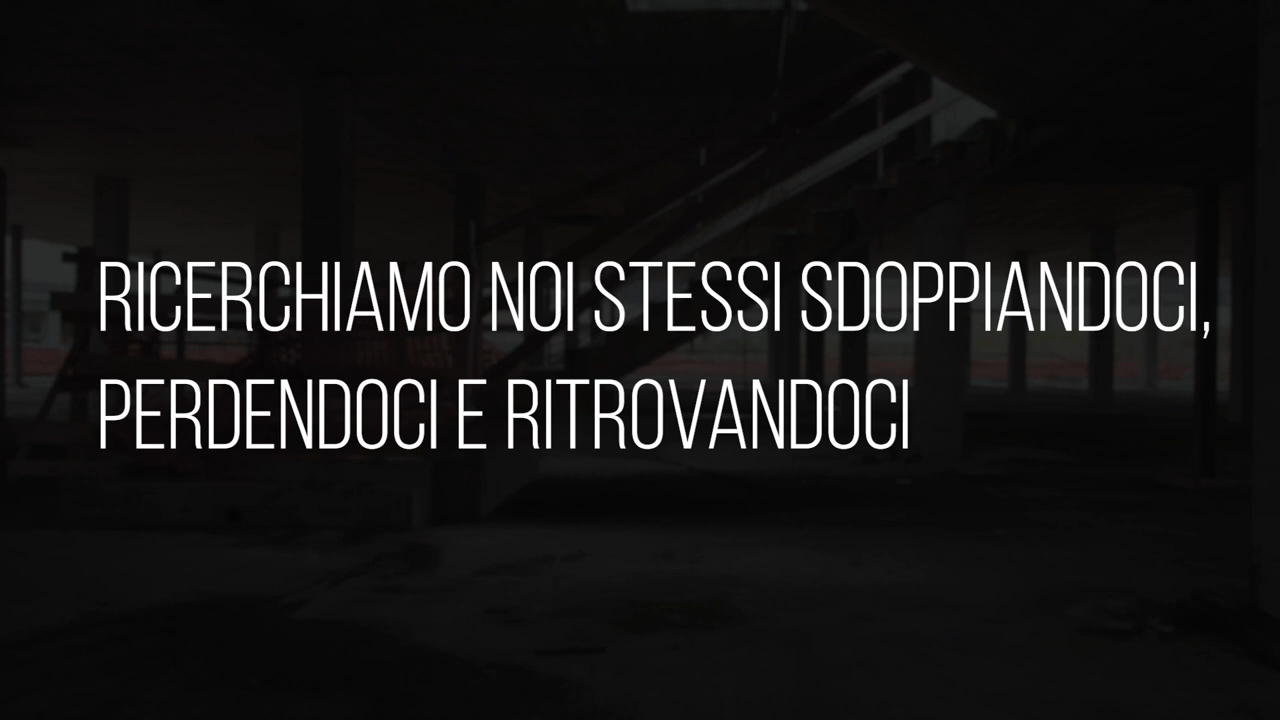 RICERCHIAMO NOI STESSI SDOPPIANDOCI,
PERDENDOCI E RITROVANDOCI